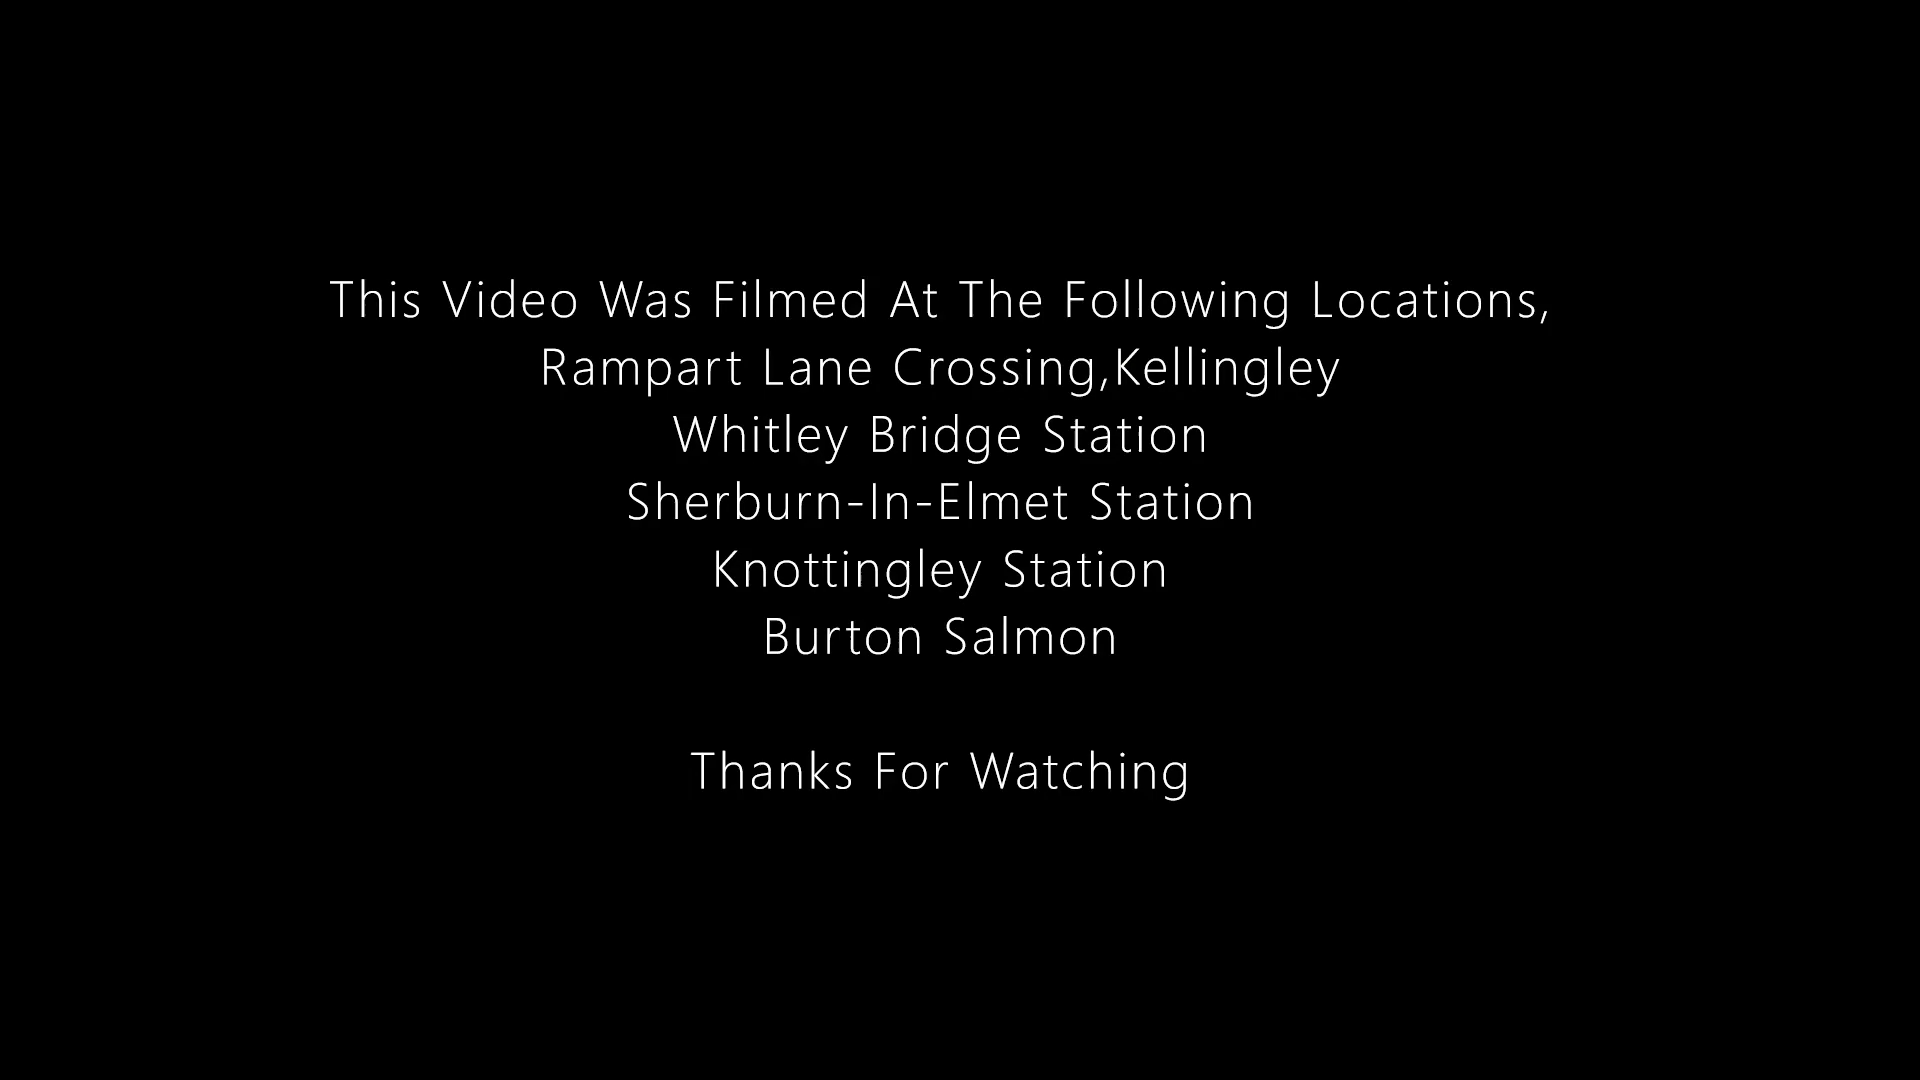 This Video Was Filmed At The Following Locations,
Rampart Lane Crossing,Kellingley
Whitley Bridge Station
Sherburn-In-Elmet Station
Knottingley Station
Burton Salmon
Thanks For Watching